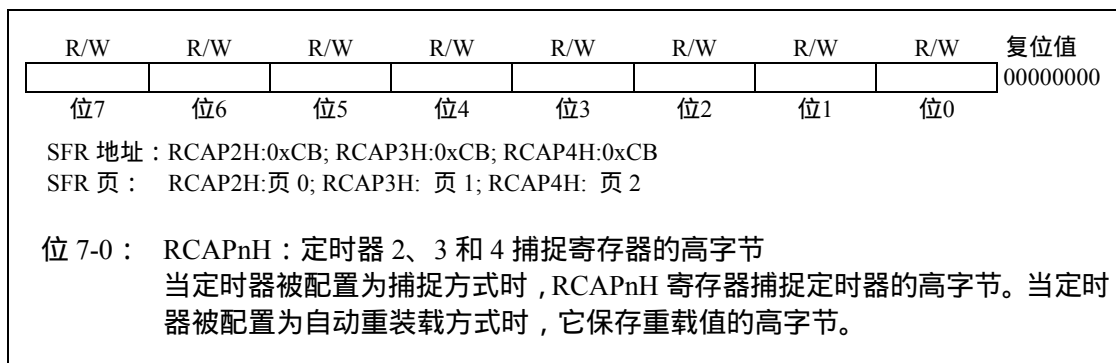 R/W R/W R/W R/W R/W R/W R/W R/W 复位值
00000000
位7 位6 位5 位4 位3 位2 位1 位0
SFR 地址：RCAP2H:0xCB; RCAP3H:0xCB; RCAP4H:0xCB
SFR 页： RCAP2H:页 0; RCAP3H: 页 1; RCAP4H: 页 2
位 7-0： RCAPnH：定时器 2、3 和 4 捕捉寄存器的高字节
当定时器被配置为捕捉方式时，RCAPnH 寄存器捕捉定时器的高字节。当定时
器被配置为自动重装载方式时，它保存重载值的高字节。